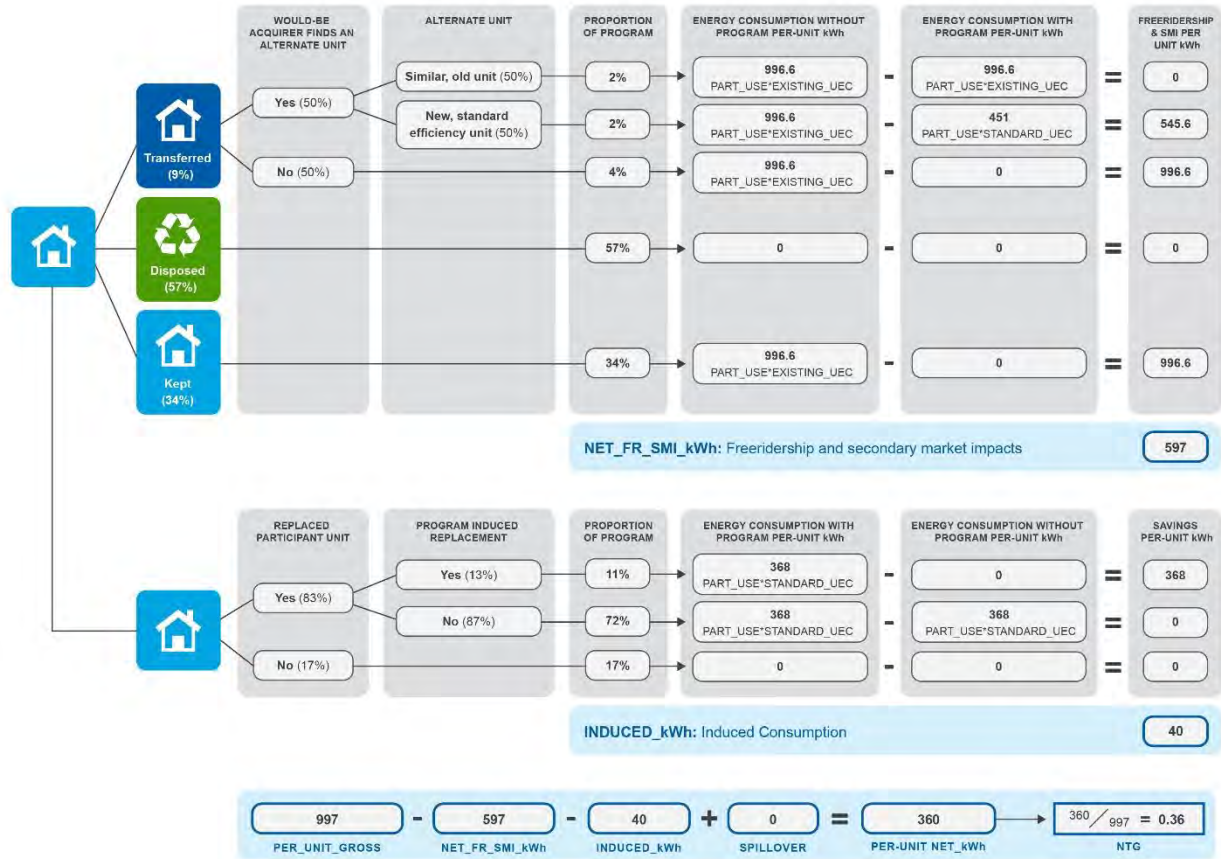 WOULD-BE
ACQUIRER FINDS AN
ALTERNATE UNIT
ALTERNATE UNIT
PROPORTION
OF PROGRAM
ENERGY CONSUMPTION WITHOUT
PROGRAM PER-UNIT kWh
ENERGY CONSUMPTION WITH
PROGRAM PER-UNIT kWh
FREERIDERSHIP
& SMI PER
UNIT kWh
Transferred
(9%)
Yes (50%)
Similar, old unit (50%)
2%
996.6
PART_USE*EXISTING_UEC
-
996.6
PART_USE*EXISTING_UEC
=
0
New, standard
efficiency unit (50%)
2%
996.6
PART_USE*EXISTING_UEC
-
451
PART_USE*STANDARD_UEC
=
545.6
No (50%)
4%
996.6
PART_USE*EXISTING_UEC
-
0
=
996.6
Disposed
(57%)
57%
0
-
0
=
0
Kept
(34%)
34%
996.6
PART_USE*EXISTING_UEC
-
0
=
996.6
NET_FR_SMI_kWh: Freeridership and secondary market impacts
597
REPLACED
PARTICIPANT UNIT
PROGRAM INDUCED
REPLACEMENT
PROPORTION
OF PROGRAM
ENERGY CONSUMPTION WITH
PROGRAM PER-UNIT kWh
ENERGY CONSUMPTION WITHOUT
PROGRAM PER-UNIT kWh
SAVINGS
PER-UNIT kWh
Yes (83%)
Yes (13%)
11%
368
PART_USE*STANDARD_UEC
-
0
=
368
No (87%)
72%
368
PART_USE*STANDARD_UEC
-
368
PART_USE*STANDARD_UEC
=
0
No (17%)
17%
0
-
0
=
0
INDUCED_kWh: Induced Consumption
40
997 - 597 - 40 + 0 = 360 360/997 = 0.36
PER_UNIT_GROSS NET_FR_SMI_kWh INDUCED_kWh SPILLOVER PER-UNIT NET_kWh NTG